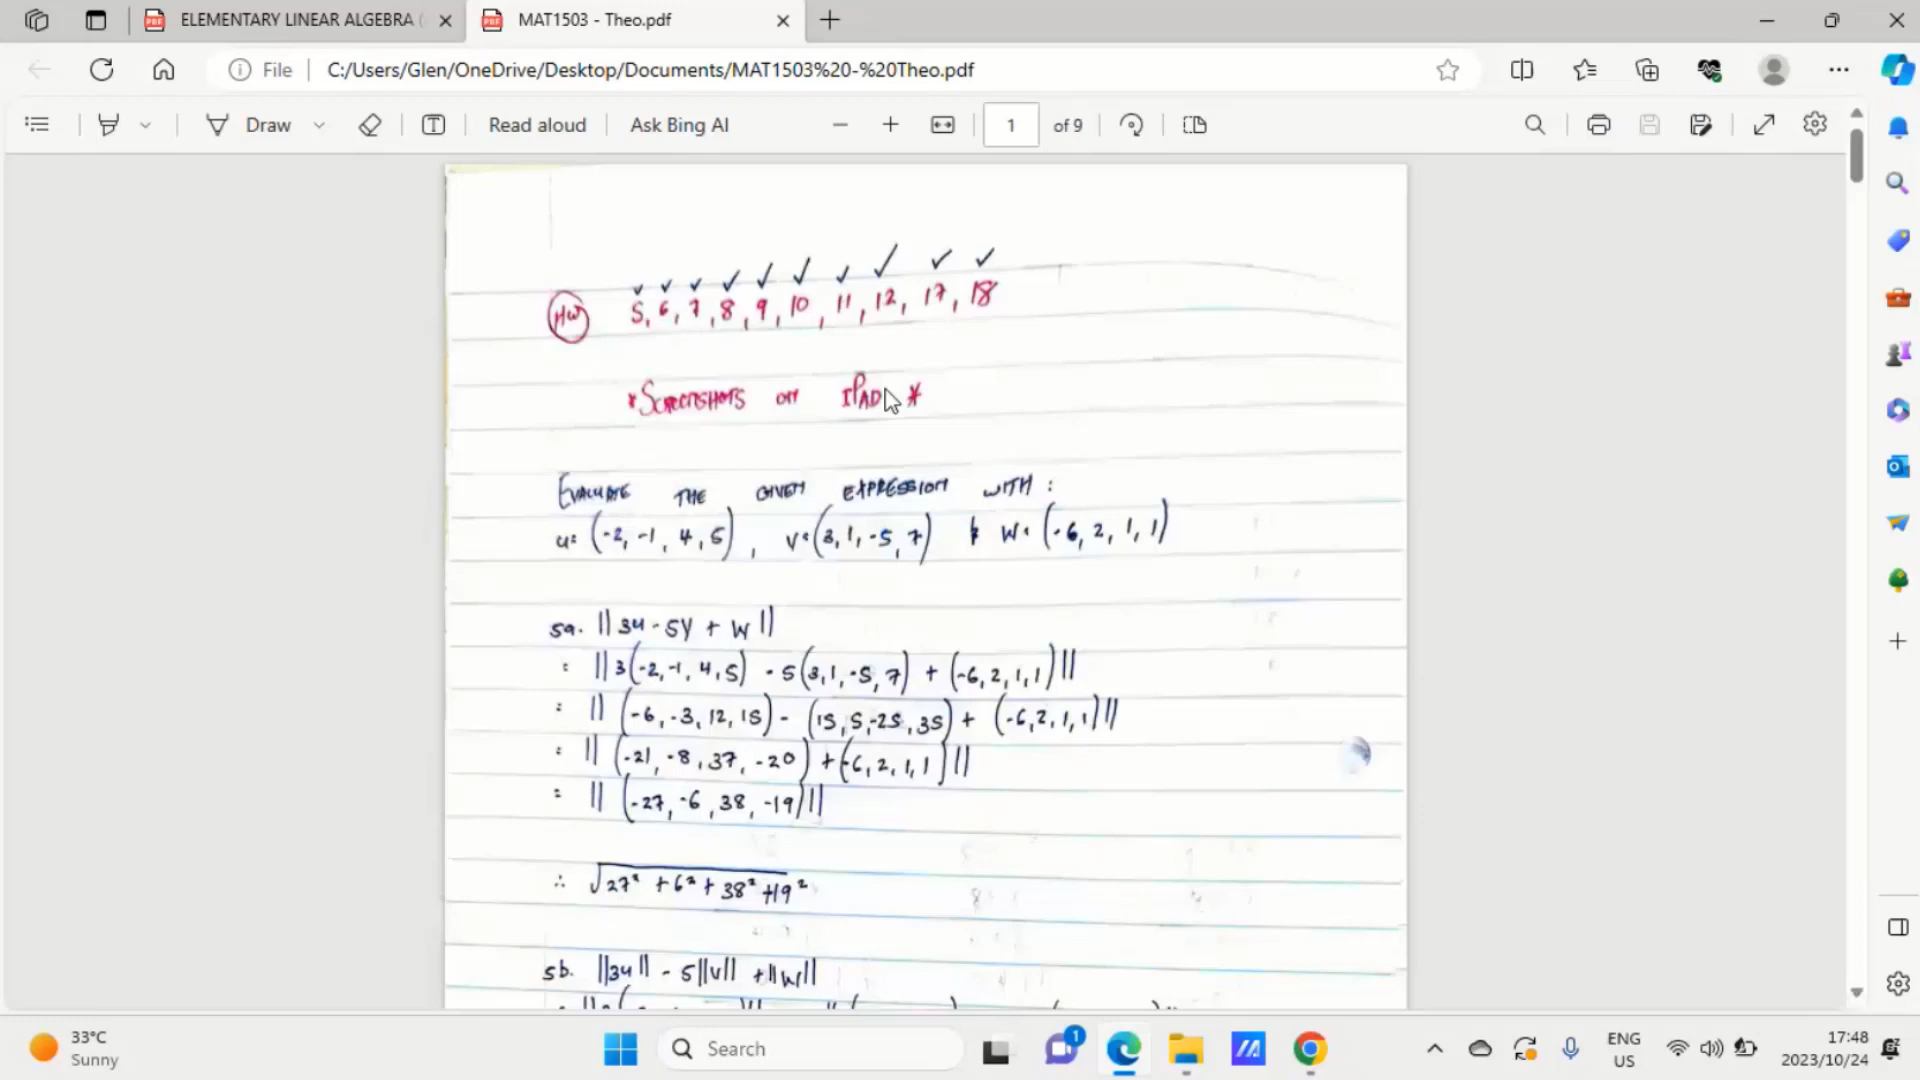 ELEMENTARY LINEAR ALGEBRA (
MAT1503 - Theo.pdf
File
C:/Users/Glen/OneDrive/Desktop/Documents/MAT1503%20-%20Theo.pdf
Draw
Read aloud
Ask Bing AI
1
of 9
HW 5, 6, 7, 8, 9, 10, 11, 12, 17, 18
*SCREENSHOTS ON IPAD *
EVALUATE THE GIVEN EXPRESSION WITH :
u= (-2, -1, 4, 5) , v=(3, 1, -5, 7) & w= (-6, 2, 1, 1)
5a. ||3u - 5v + w||
= ||3(-2, -1, 4, 5) - 5(3, 1, -5, 7) + (-6, 2, 1, 1)||
= ||(-6, -3, 12, 15) - (15, 5, -25, 35) + (-6, 2, 1, 1)||
= ||(-21, -8, 37, -20) + (-6, 2, 1, 1)||
= ||(-27, -6, 38, -19)||
∴ √27² + 6² + 38² + 19²
5b. ||3u|| - 5||v|| + ||w||
33°C
Sunny
Search
1
ENG
US
17:48
2023/10/24